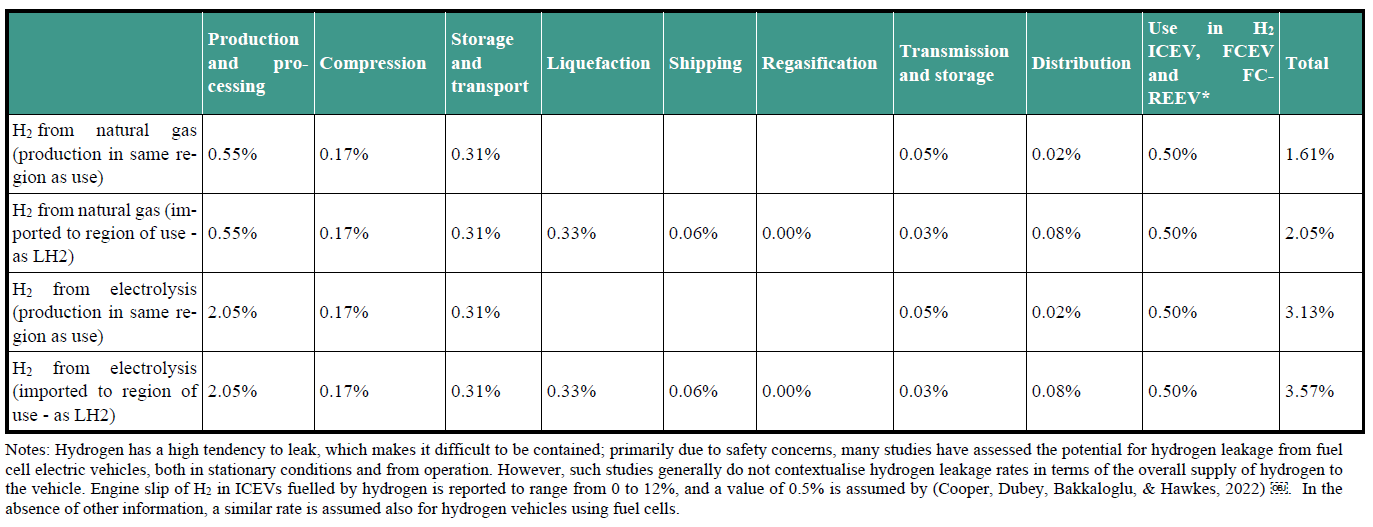 Production and pro-cessing | Compression | Storage and transport | Liquefaction | Shipping | Regasification | Transmission and storage | Distribution | Use in H₂ ICEV, FCEV and FC-REEV* | Total
H₂ from natural gas (production in same re-gion as use) | 0.55% | 0.17% | 0.31% | | | | 0.05% | 0.02% | 0.50% | 1.61%
H₂ from natural gas (im-ported to region of use - as LH2) | 0.55% | 0.17% | 0.31% | 0.33% | 0.06% | 0.00% | 0.03% | 0.08% | 0.50% | 2.05%
H₂ from electrolysis (production in same re-gion as use) | 2.05% | 0.17% | 0.31% | | | | 0.05% | 0.02% | 0.50% | 3.13%
H₂ from electrolysis (imported to region of use - as LH2) | 2.05% | 0.17% | 0.31% | 0.33% | 0.06% | 0.00% | 0.03% | 0.08% | 0.50% | 3.57%
Notes: Hydrogen has a high tendency to leak, which makes it difficult to be contained; primarily due to safety concerns, many studies have assessed the potential for hydrogen leakage from fuel
cell electric vehicles, both in stationary conditions and from operation. However, such studies generally do not contextualise hydrogen leakage rates in terms of the overall supply of hydrogen to
the vehicle. Engine slip of H₂ in ICEVs fuelled by hydrogen is reported to range from 0 to 12%, and a value of 0.5% is assumed by (Cooper, Dubey, Bakkaloglu, & Hawkes, 2022) ￼. In the
absence of other information, a similar rate is assumed also for hydrogen vehicles using fuel cells.